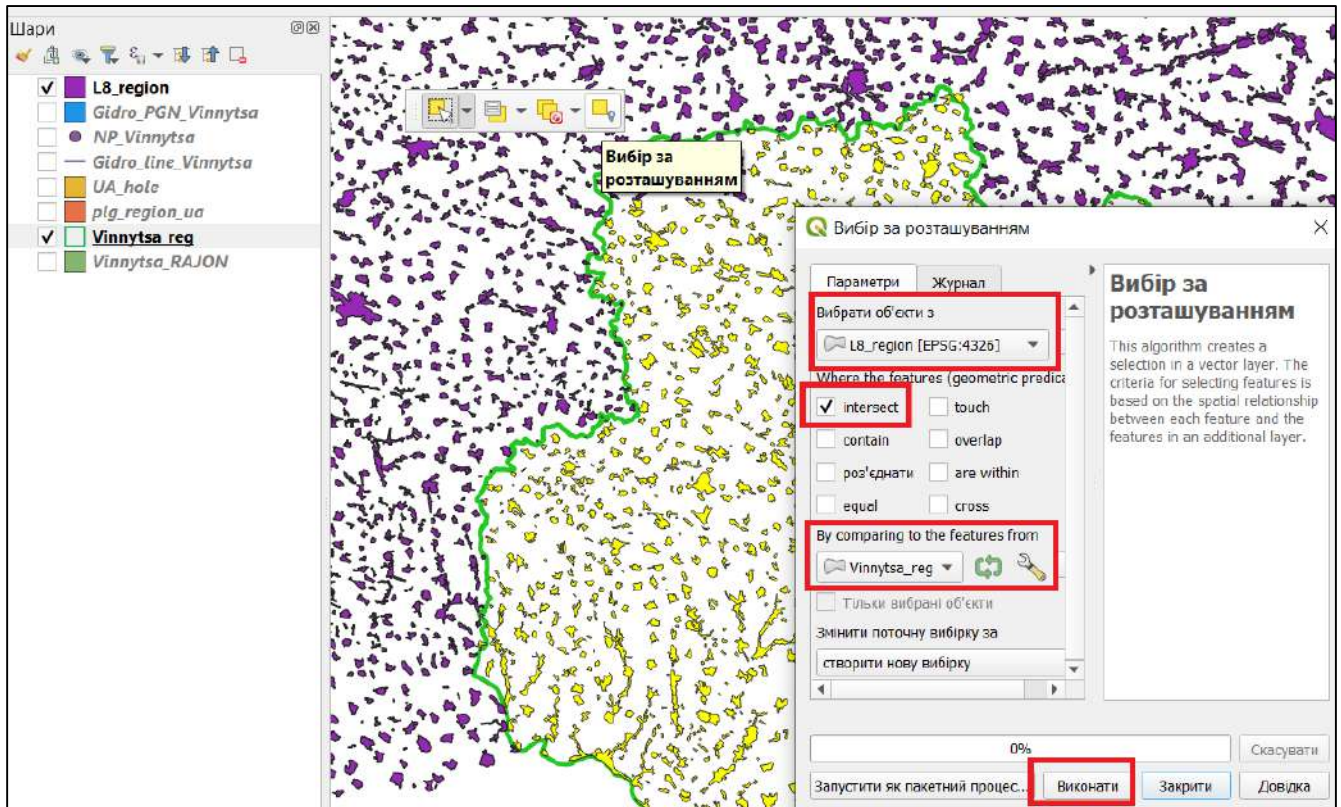 Шари
L8_region
Gidro_PGN_Vinnytsa
NP_Vinnytsa
Gidro_line_Vinnytsa
UA_hole
plg_region_ua
Vinnytsa_reg
Vinnytsa_RAJON
Вибір за
розташуванням
Вибір за розташуванням
Параметри
Журнал
Вибрати об'єкти з
L8_region [EPSG:4326]
Where the features (geometric predica
intersect
touch
contain
overlap
роз'єднати
are within
equal
cross
By comparing to the features from
Vinnytsa_reg
Тільки вибрані об'єкти
Змінити поточну вибірку за
створити нову вибірку
Вибір за
розташуванням
This algorithm creates a
selection in a vector layer. The
criteria for selecting features is
based on the spatial relationship
between each feature and the
features in an additional layer.
0%
Скасувати
Запустити як пакетний процес...
Виконати
Закрити
Довідка